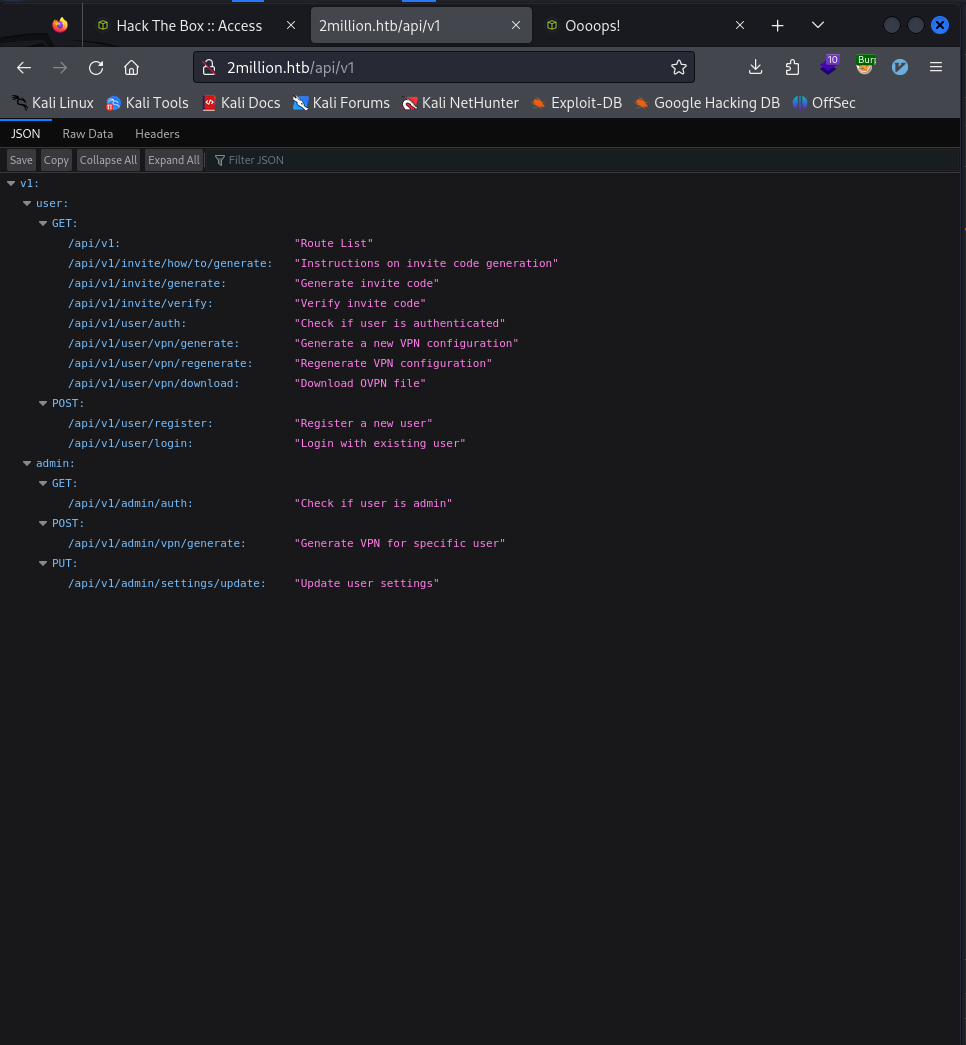 Hack The Box :: Access 2million.htb/api/v1 Oooops!
2million.htb/api/v1 10 Burp
Kali Linux Kali Tools Kali Docs Kali Forums Kali NetHunter Exploit-DB Google Hacking DB OffSec
JSON Raw Data Headers
Save Copy Collapse All Expand All Filter JSON
v1:
user:
GET:
/api/v1: "Route List"
/api/v1/invite/how/to/generate: "Instructions on invite code generation"
/api/v1/invite/generate: "Generate invite code"
/api/v1/invite/verify: "Verify invite code"
/api/v1/user/auth: "Check if user is authenticated"
/api/v1/user/vpn/generate: "Generate a new VPN configuration"
/api/v1/user/vpn/regenerate: "Regenerate VPN configuration"
/api/v1/user/vpn/download: "Download OVPN file"
POST:
/api/v1/user/register: "Register a new user"
/api/v1/user/login: "Login with existing user"
admin:
GET:
/api/v1/admin/auth: "Check if user is admin"
POST:
/api/v1/admin/vpn/generate: "Generate VPN for specific user"
PUT:
/api/v1/admin/settings/update: "Update user settings"